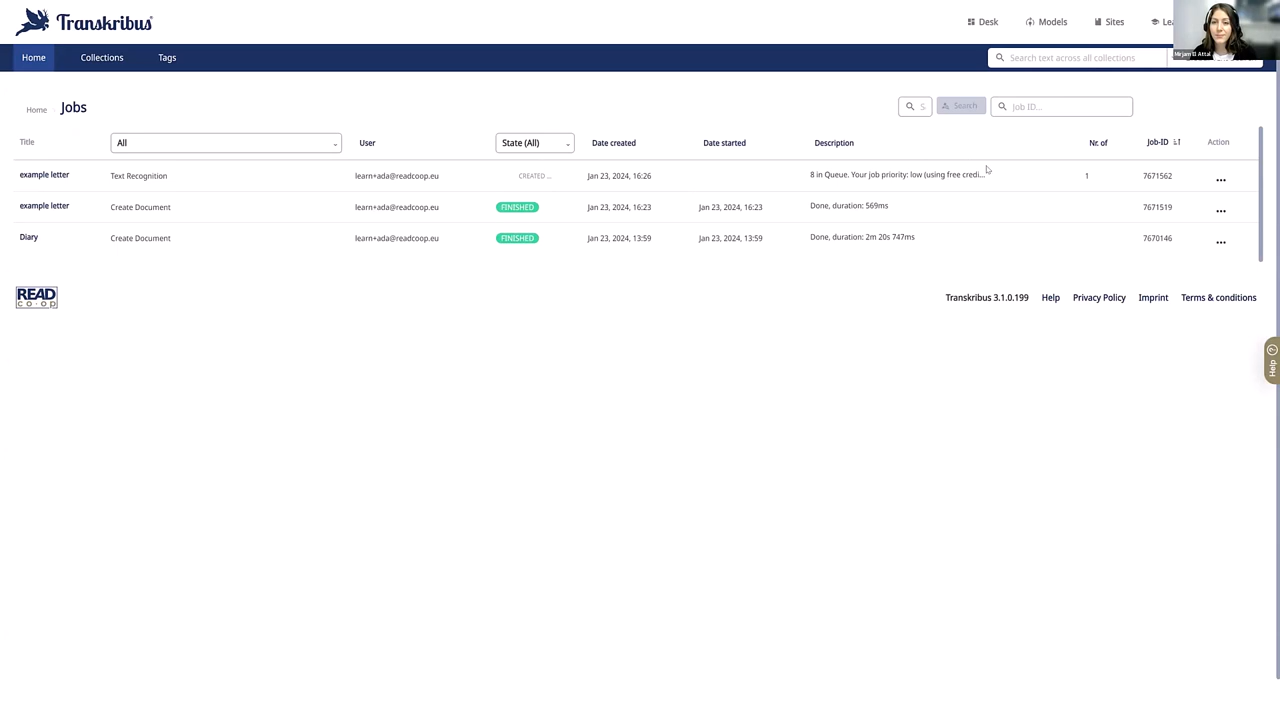 Transkribus
Desk
Models
Sites
Mirjam El Attal
Home
Collections
Tags
Search text across all collections
Home
Jobs
S
Search
Job ID...
Title
All
User
State (All)
Date created
Date started
Description
Nr. of
Job-ID
Action
example letter Text Recognition learn+ada@readcoop.eu CREATED ... Jan 23, 2024, 16:26 8 in Queue. Your job priority: low (using free credi... 1 7671562 ...
example letter Create Document learn+ada@readcoop.eu FINISHED Jan 23, 2024, 16:23 Jan 23, 2024, 16:23 Done, duration: 569ms 7671519 ...
Diary Create Document learn+ada@readcoop.eu FINISHED Jan 23, 2024, 13:59 Jan 23, 2024, 13:59 Done, duration: 2m 20s 747ms 7670146 ...
READ
co·op
Transkribus 3.1.0.199
Help
Privacy Policy
Imprint
Terms & conditions
Help